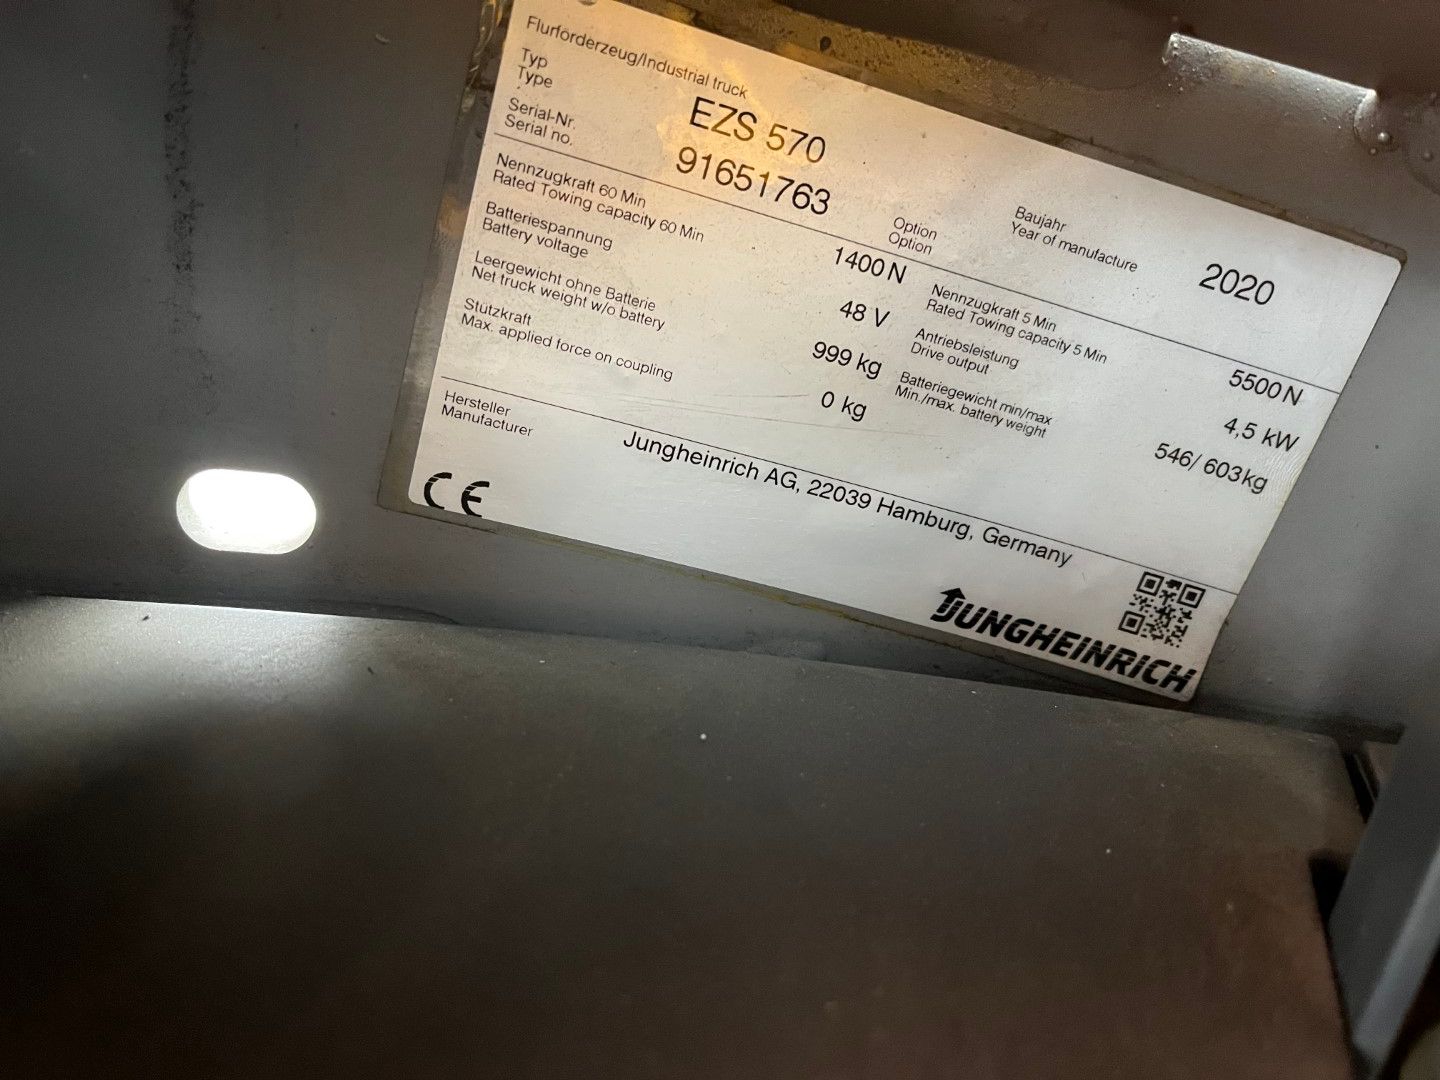 Flurförderzeug/Industrial truck
Typ
Type
EZS 570
Serial-Nr.
Serial no.
91651763
Option
Option
Baujahr
Year of manufacture
2020
Nennzugkraft 60 Min
Rated Towing capacity 60 Min
1400 N
Nennzugkraft 5 Min
Rated Towing capacity 5 Min
5500 N
Batteriespannung
Battery voltage
48 V
Antriebsleistung
Drive output
4,5 kW
Leergewicht ohne Batterie
Net truck weight w/o battery
999 kg
Batteriegewicht min/max
Min./max. battery weight
546/ 603 kg
Stützkraft
Max. applied force on coupling
0 kg
Hersteller
Manufacturer
Jungheinrich AG, 22039 Hamburg, Germany
CE
JUNGHEINRICH